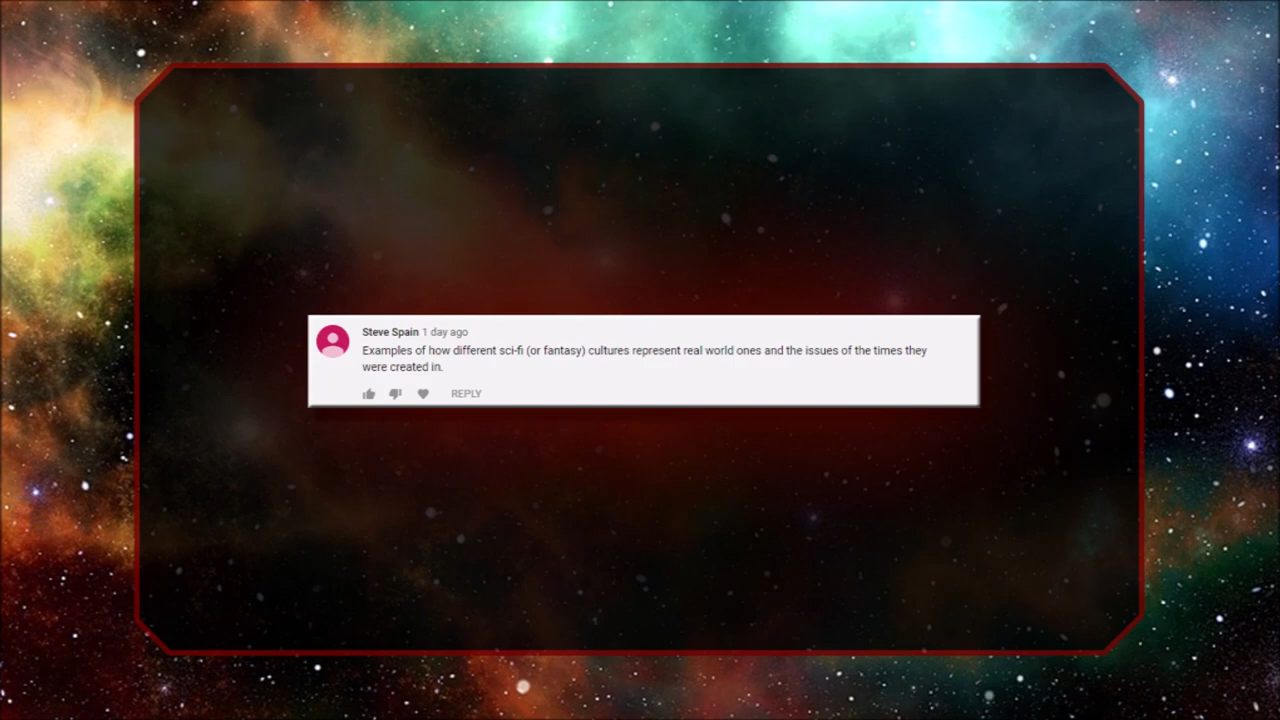 Steve Spain 1 day ago
Examples of how different sci-fi (or fantasy) cultures represent real world ones and the issues of the times they
were created in.
REPLY